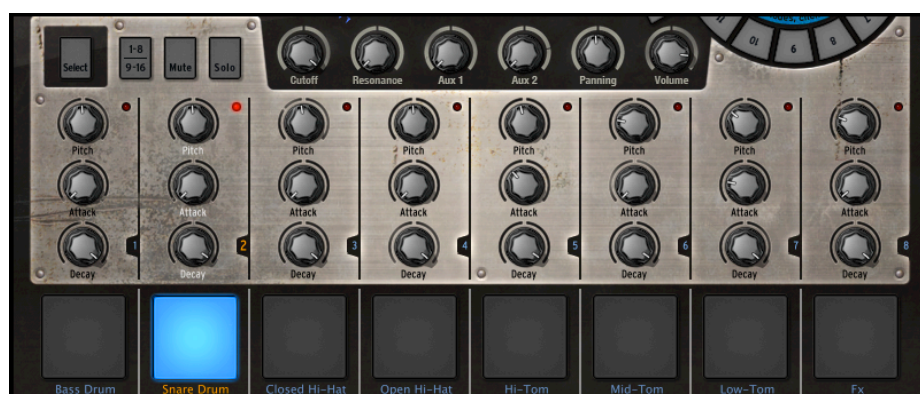 Select
1-8
9-16
Mute
Solo
Cutoff
Resonance
Aux 1
Aux 2
Panning
Volume
10
9
8
Pitch
Pitch
Pitch
Pitch
Pitch
Pitch
Pitch
Pitch
Attack
Attack
Attack
Attack
Attack
Attack
Attack
Attack
1
2
3
4
5
6
7
8
Decay
Decay
Decay
Decay
Decay
Decay
Decay
Decay
Bass Drum
Snare Drum
Closed Hi-Hat
Open Hi-Hat
Hi-Tom
Mid-Tom
Low-Tom
Fx